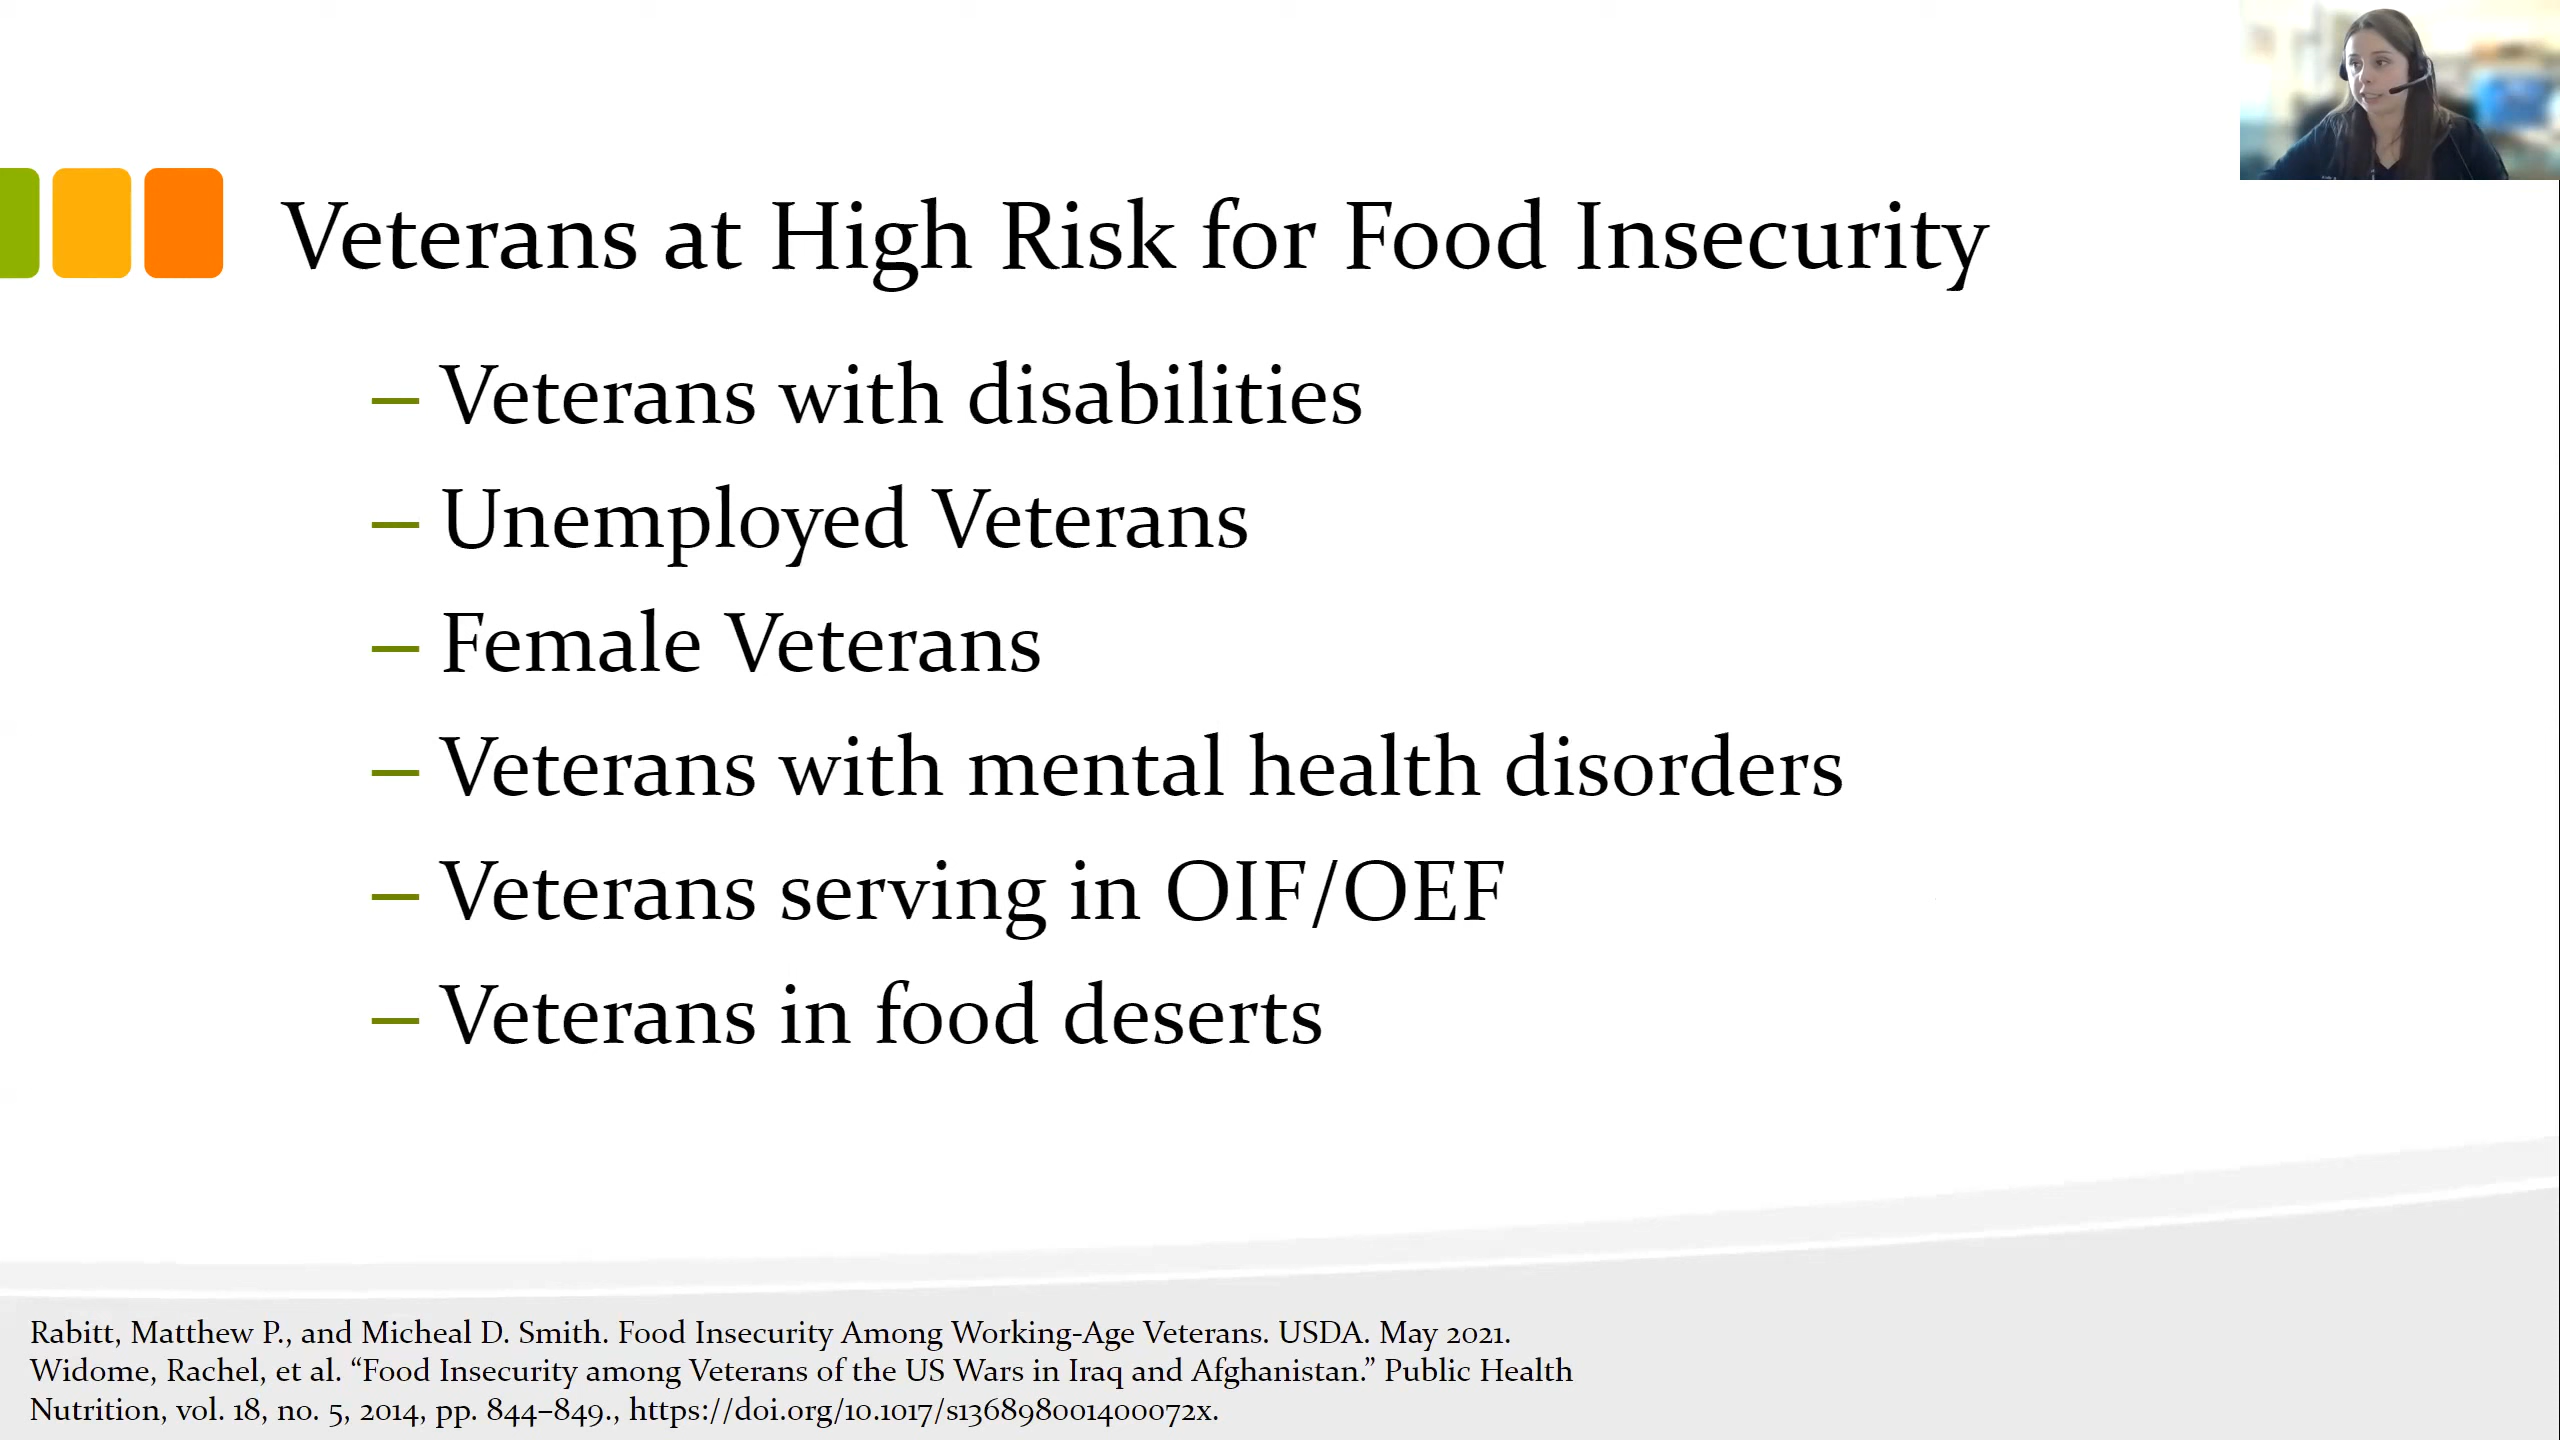 Veterans at High Risk for Food Insecurity
– Veterans with disabilities
– Unemployed Veterans
– Female Veterans
– Veterans with mental health disorders
– Veterans serving in OIF/OEF
– Veterans in food deserts
Rabitt, Matthew P., and Micheal D. Smith. Food Insecurity Among Working-Age Veterans. USDA. May 2021.
Widome, Rachel, et al. “Food Insecurity among Veterans of the US Wars in Iraq and Afghanistan.” Public Health
Nutrition, vol. 18, no. 5, 2014, pp. 844–849., https://doi.org/10.1017/s136898001400072x.